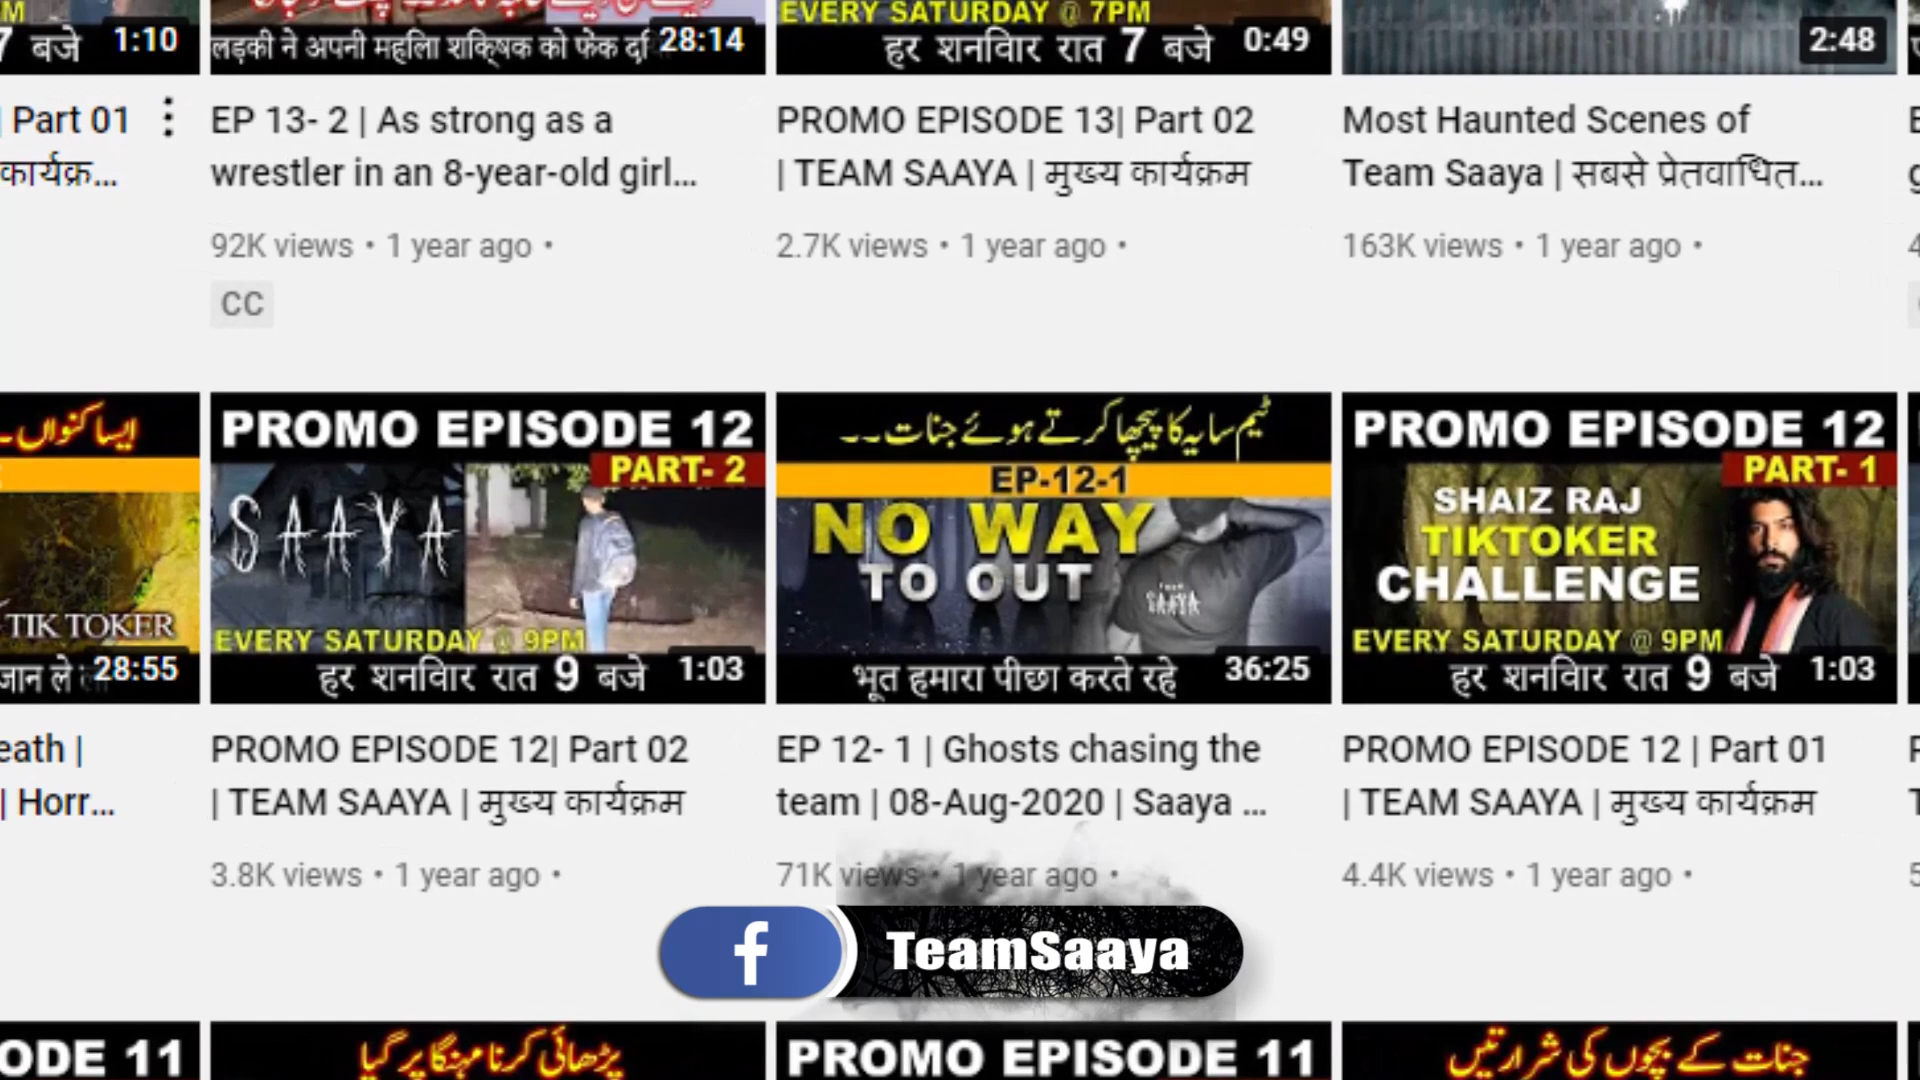 7 बजे 1:10
लड़की ने अपनी महलाि शकि्षक को फेक द 28:14
EVERY SATURDAY @ 7PM
हर शनविार रात 7 बजे 0:49
2:48
| Part 01
कार्यक्र...
EP 13- 2 | As strong as a
wrestler in an 8-year-old girl...
92K views • 1 year ago •
CC
PROMO EPISODE 13| Part 02
| TEAM SAAYA | मुख्य कार्यक्रम
2.7K views • 1 year ago •
Most Haunted Scenes of
Team Saaya | सबसे प्रेतवाधित...
163K views • 1 year ago •
ایسا کنواں۔
TIK TOKER
जान ले 28:55
PROMO EPISODE 12
PART- 2
SAAYA
EVERY SATURDAY @ 9PM
हर शनविार रात 9 बजे 1:03
ٹیم سایہ کا پیچھا کرتے ہوئے جنات۔۔
EP-12-1
NO WAY
TO OUT
SAAYA
भूत हमारा पीछा करते रहे 36:25
PROMO EPISODE 12
PART- 1
SHAIZ RAJ
TIKTOKER
CHALLENGE
EVERY SATURDAY @ 9PM
हर शनविार रात 9 बजे 1:03
eath |
| Horr...
PROMO EPISODE 12| Part 02
| TEAM SAAYA | मुख्य कार्यक्रम
3.8K views • 1 year ago •
EP 12- 1 | Ghosts chasing the
team | 08-Aug-2020 | Saaya ...
71K views • 1 year ago •
PROMO EPISODE 12 | Part 01
| TEAM SAAYA | मुख्य कार्यक्रम
4.4K views • 1 year ago •
f TeamSaaya
ODE 11
پڑھائی کرنا مہنگا پر گیا
PROMO EPISODE 11
جنات کے بچوں کی شرارتیں